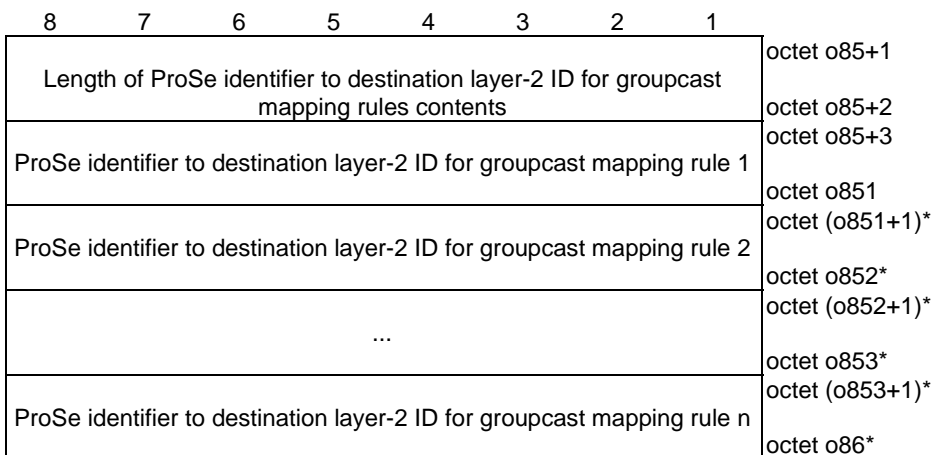 8 7 6 5 4 3 2 1
octet o85+1
Length of ProSe identifier to destination layer-2 ID for groupcast
mapping rules contents
octet o85+2
octet o85+3
ProSe identifier to destination layer-2 ID for groupcast mapping rule 1
octet o851
octet (o851+1)*
ProSe identifier to destination layer-2 ID for groupcast mapping rule 2
octet o852*
octet (o852+1)*
...
octet o853*
octet (o853+1)*
ProSe identifier to destination layer-2 ID for groupcast mapping rule n
octet o86*